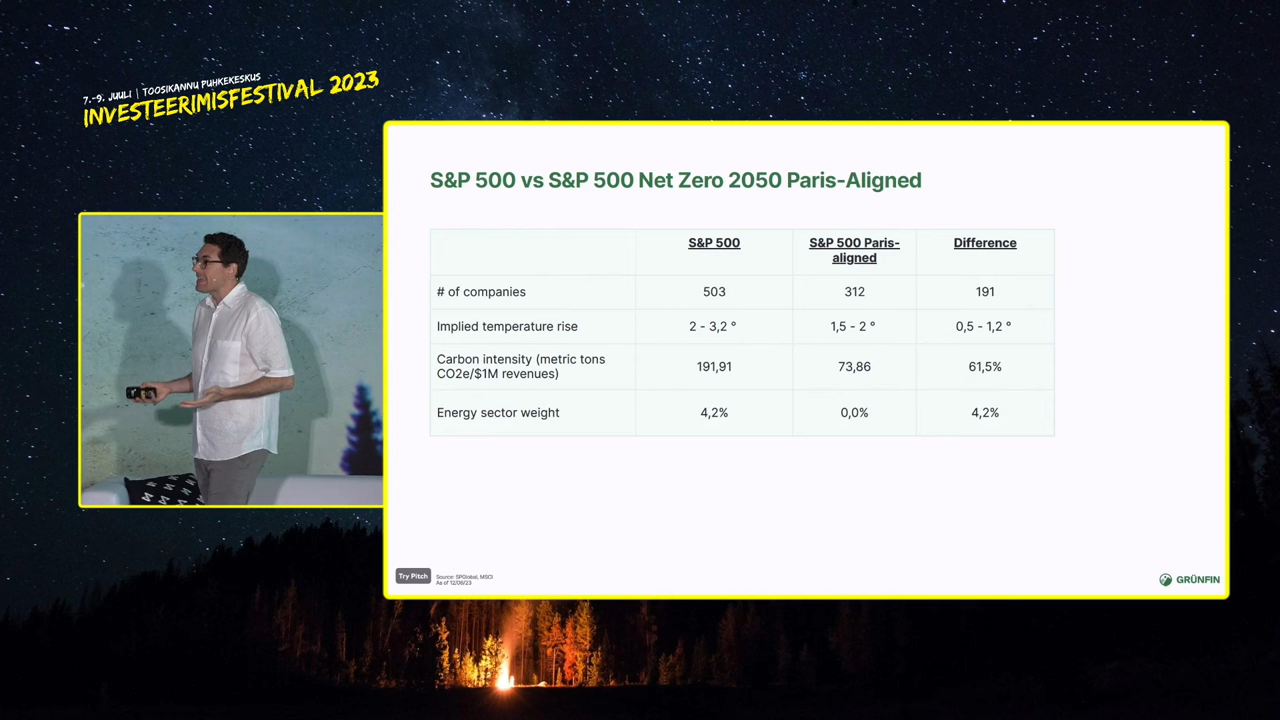 7.-9. JUULI | TOOSIKANNU PUHKEKESKUS
INVESTEERIMISFESTIVAL 2023
S&P 500 vs S&P 500 Net Zero 2050 Paris-Aligned
S&P 500
S&P 500 Paris-
aligned
Difference
# of companies
503
312
191
Implied temperature rise
2 - 3,2 °
1,5 - 2 °
0,5 - 1,2 °
Carbon intensity (metric tons
CO2e/$1M revenues)
191,91
73,86
61,5%
Energy sector weight
4,2%
0,0%
4,2%
Try Pitch
Source: SPGlobal, MSCI
As of 12/06/23
GRÜNFIN